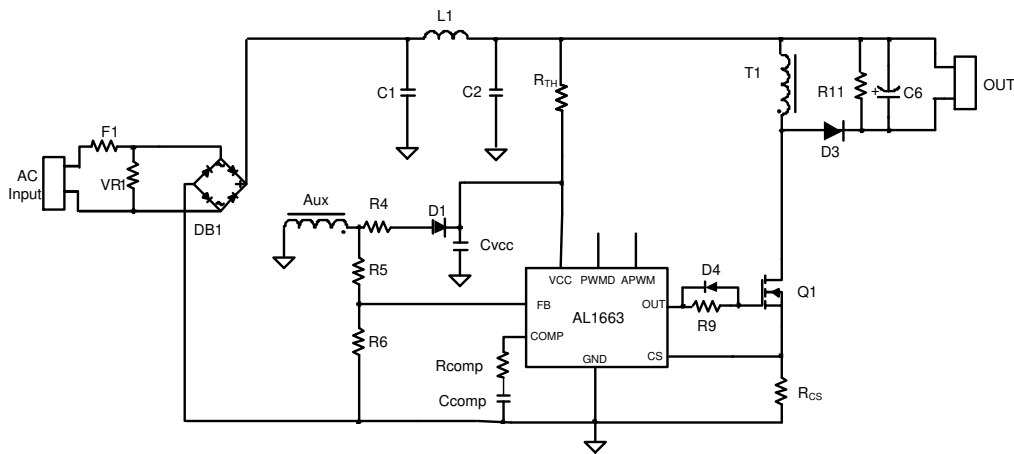 L1
T1
RTH
R11
+
C6
OUT
C1
C2
F1
D3
AC
Input
VR1
DB1
Aux
R4
D1
Cvcc
R5
VCC
PWMD
APWM
D4
Q1
FB
OUT
AL1663
R9
R6
COMP
Rcomp
GND
CS
Ccomp
RCS